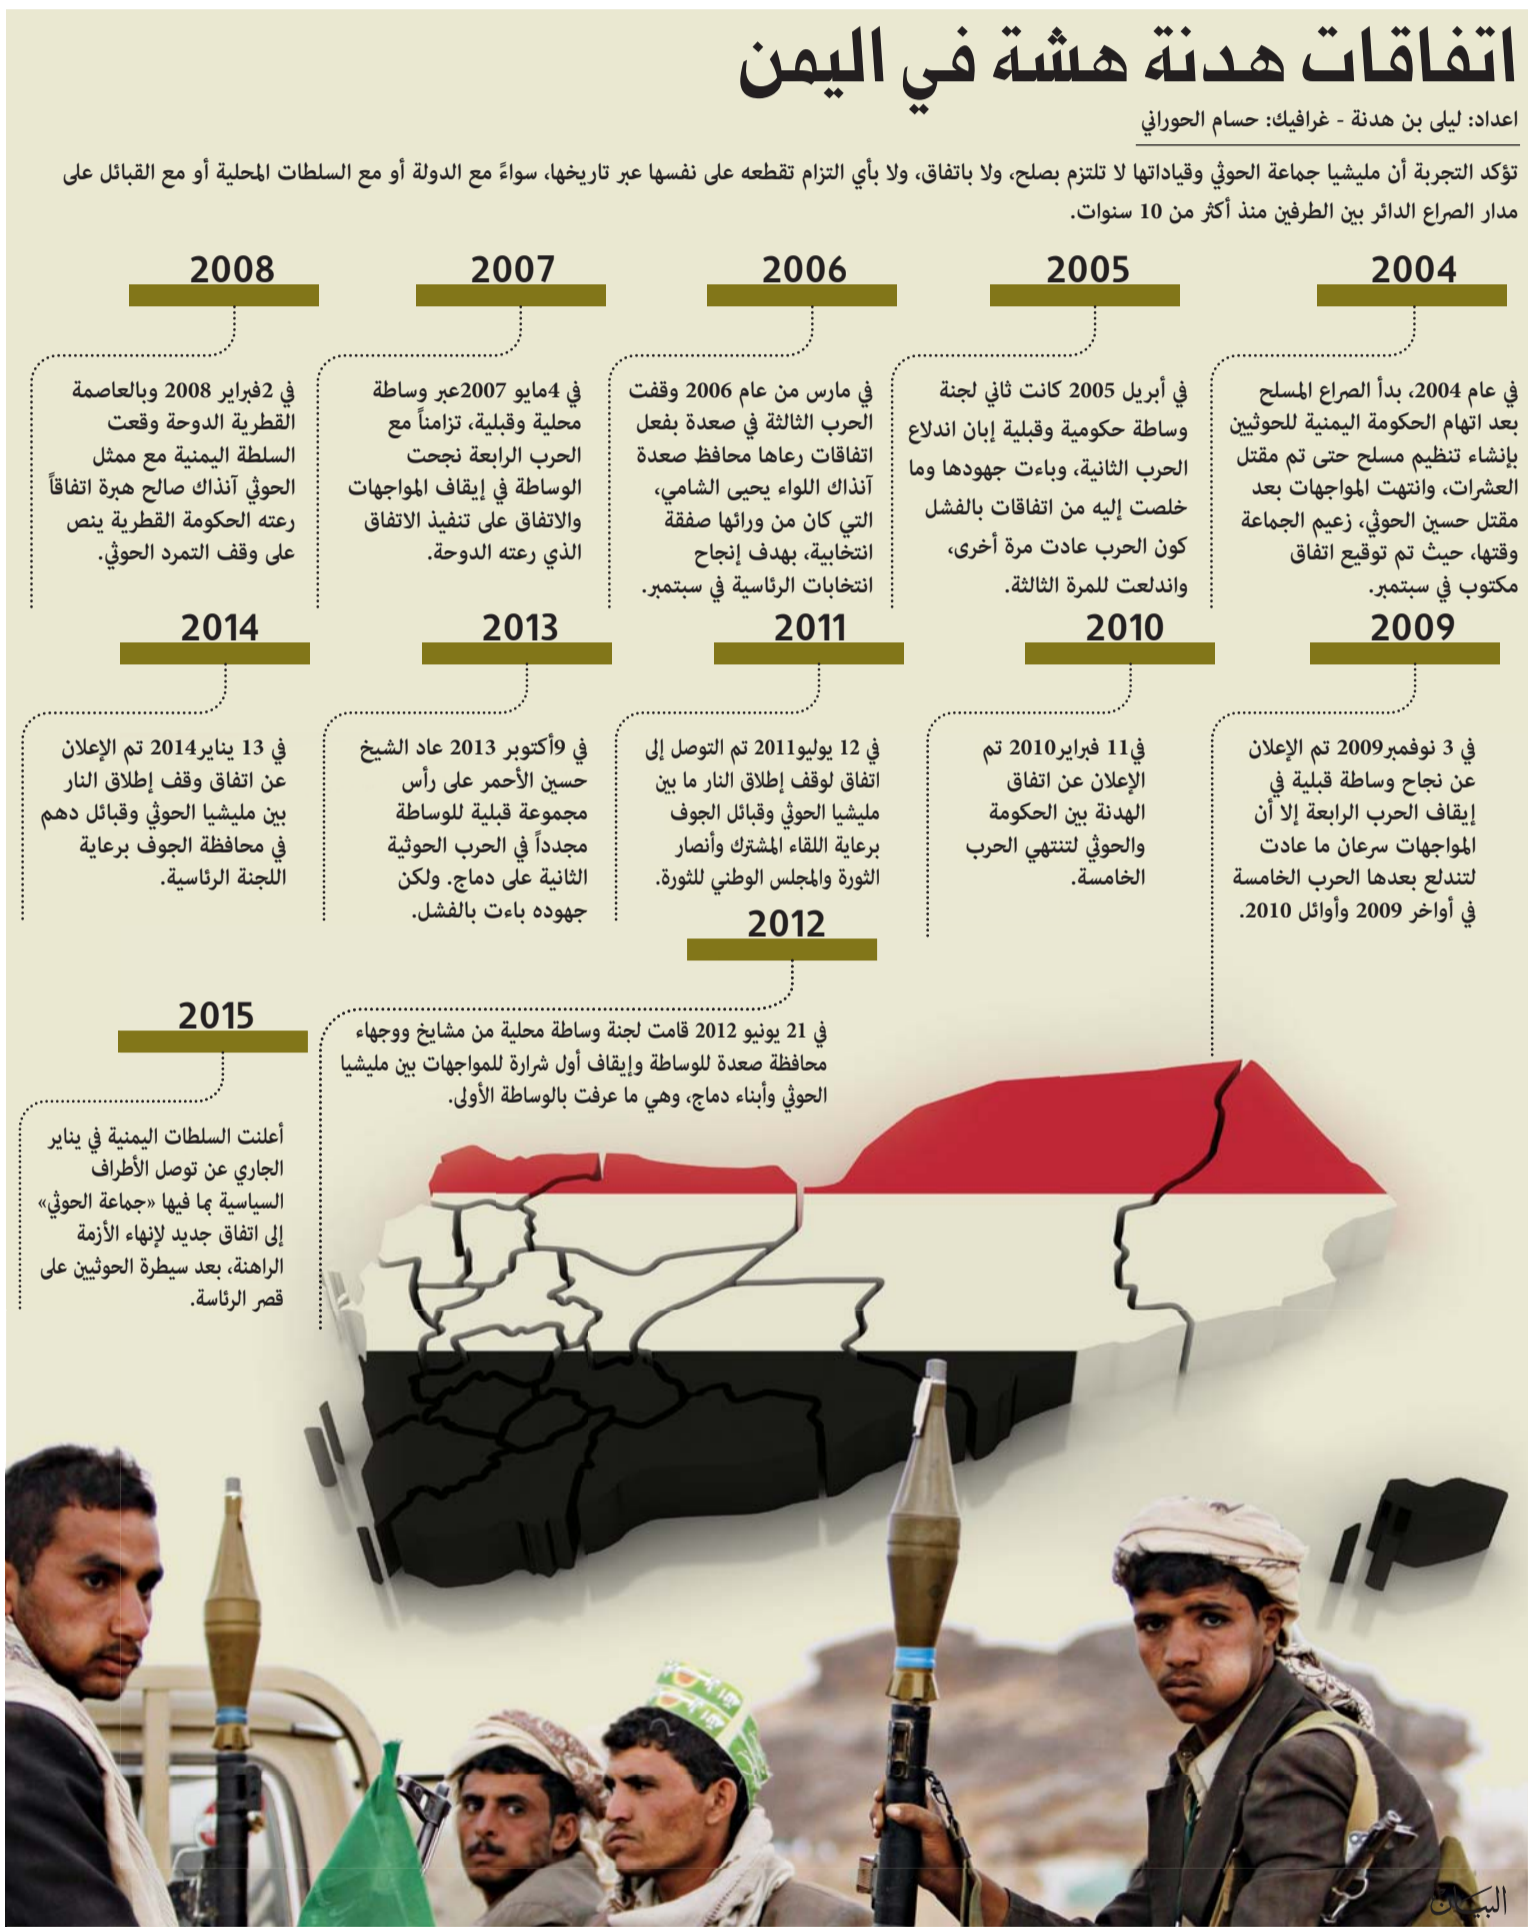 اتفاقات هدنة هشة في اليمن
اعداد: ليلى بن هدنة - غرافيك: حسام الحوراني
تؤكد التجربة أن مليشيا جماعة الحوثي وقياداتها لا تلتزم بصلح، ولا باتفاق، ولا بأي التزام تقطعه على نفسها عبر تاريخها، سواءً مع الدولة أو مع السلطات المحلية أو مع القبائل على
مدار الصراع الدائر بين الطرفين منذ أكثر من 10 سنوات.
2004
في عام 2004، بدأ الصراع المسلح
بعد اتهام الحكومة اليمنية للحوثيين
بإنشاء تنظيم مسلح حتى تم مقتل
العشرات، وانتهت المواجهات بعد
مقتل حسين الحوثي، زعيم الجماعة
وقتها، حيث تم توقيع اتفاق
مكتوب في سبتمبر.
2005
في أبريل 2005 كانت ثاني لجنة
وساطة حكومية وقبلية إبان اندلاع
الحرب الثانية، وباءت جهودها وما
خلصت إليه من اتفاقات بالفشل
كون الحرب عادت مرة أخرى،
واندلعت للمرة الثالثة.
2006
في مارس من عام 2006 وقفت
الحرب الثالثة في صعدة بفعل
اتفاقات رعاها محافظ صعدة
آنذاك اللواء يحيى الشامي،
التي كان من ورائها صفقة
انتخابية، بهدف إنجاح
انتخابات الرئاسية في سبتمبر.
2007
في 4مايو 2007عبر وساطة
محلية وقبلية، تزامناً مع
الحرب الرابعة نجحت
الوساطة في إيقاف المواجهات
والاتفاق على تنفيذ الاتفاق
الذي رعته الدوحة.
2008
في 2فبراير 2008 وبالعاصمة
القطرية الدوحة وقعت
السلطة اليمنية مع ممثل
الحوثي آنذاك صالح هبرة اتفاقاً
رعته الحكومة القطرية ينص
على وقف التمرد الحوثي.
2009
في 3 نوفمبر2009 تم الإعلان
عن نجاح وساطة قبلية في
إيقاف الحرب الرابعة إلا أن
المواجهات سرعان ما عادت
لتندلع بعدها الحرب الخامسة
في أواخر 2009 وأوائل 2010.
2010
في11 فبراير2010 تم
الإعلان عن اتفاق
الهدنة بين الحكومة
والحوثي لتنتهي الحرب
الخامسة.
2011
في 12 يوليو2011 تم التوصل إلى
اتفاق لوقف إطلاق النار ما بين
مليشيا الحوثي وقبائل الجوف
برعاية اللقاء المشترك وأنصار
الثورة والمجلس الوطني للثورة.
2012
في 21 يونيو 2012 قامت لجنة وساطة محلية من مشايخ ووجهاء
محافظة صعدة للوساطة وإيقاف أول شرارة للمواجهات بين مليشيا
الحوثي وأبناء دماج، وهي ما عرفت بالوساطة الأولى.
2013
في 9أكتوبر 2013 عاد الشيخ
حسين الأحمر على رأس
مجموعة قبلية للوساطة
مجدداً في الحرب الحوثية
الثانية على دماج. ولكن
جهوده باءت بالفشل.
2014
في 13 يناير2014 تم الإعلان
عن اتفاق وقف إطلاق النار
بين مليشيا الحوثي وقبائل دهم
في محافظة الجوف برعاية
اللجنة الرئاسية.
2015
أعلنت السلطات اليمنية في يناير
الجاري عن توصل الأطراف
السياسية بما فيها «جماعة الحوثي»
إلى اتفاق جديد لإنهاء الأزمة
الراهنة، بعد سيطرة الحوثيين على
قصر الرئاسة.
البيان